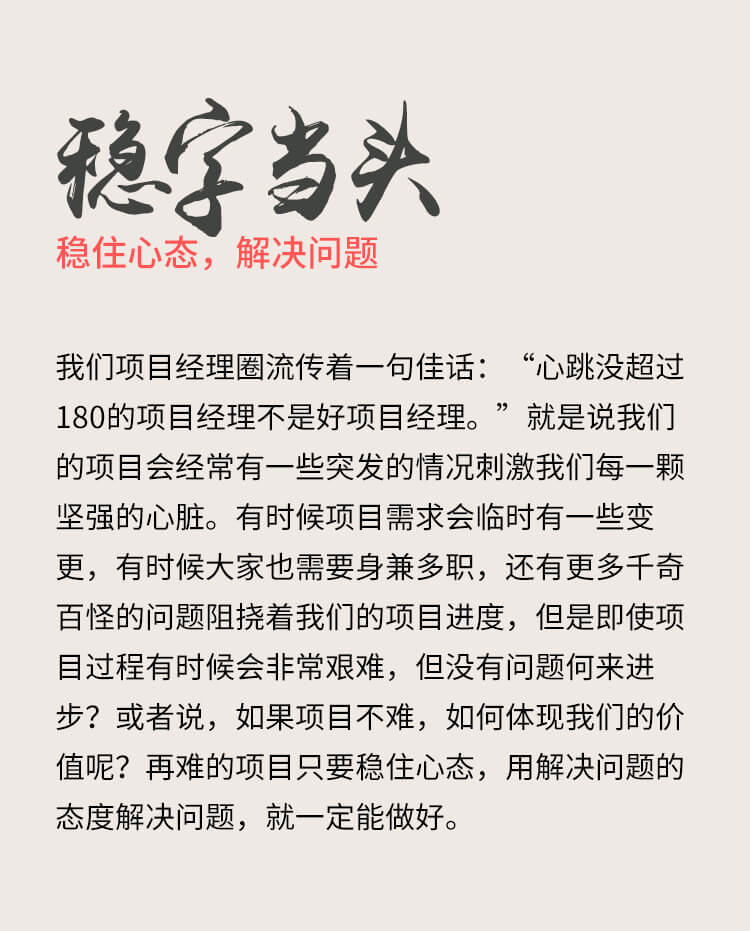 稳字当头
稳住心态，解决问题
我们项目经理圈流传着一句佳话：“心跳没超过
180的项目经理不是好项目经理。”就是说我们
的项目会经常有一些突发的情况刺激我们每一颗
坚强的心脏。有时候项目需求会临时有一些变
更，有时候大家也需要身兼多职，还有更多千奇
百怪的问题阻挠着我们的项目进度，但是即使项
目过程有时候会非常艰难，但没有问题何来进
步？或者说，如果项目不难，如何体现我们的价
值呢？再难的项目只要稳住心态，用解决问题的
态度解决问题，就一定能做好。